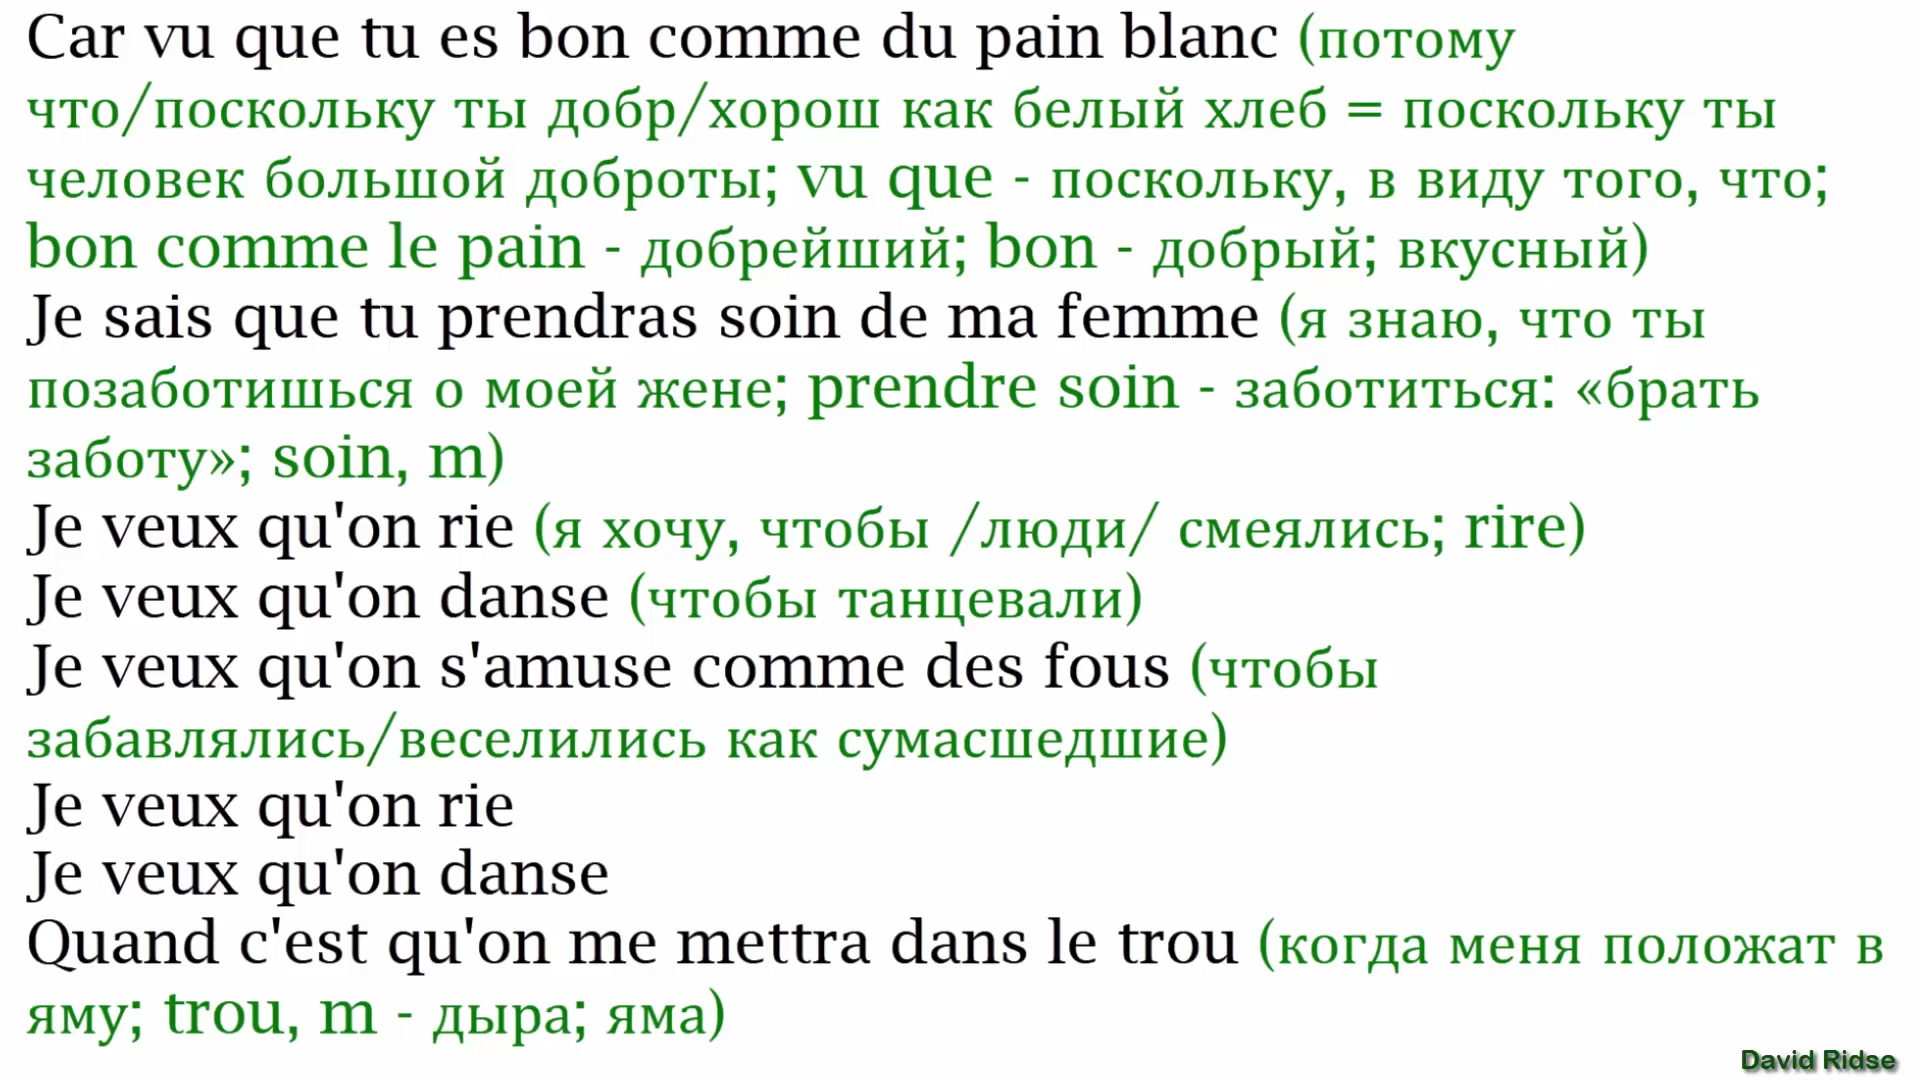 Car vu que tu es bon comme du pain blanc (потому
что/поскольку ты добр/хорош как белый хлеб = поскольку ты
человек большой доброты; vu que - поскольку, в виду того, что;
bon comme le pain - добрейший; bon - добрый; вкусный)
Je sais que tu prendras soin de ma femme (я знаю, что ты
позаботишься о моей жене; prendre soin - заботиться: «брать
заботу»; soin, m)
Je veux qu'on rie (я хочу, чтобы /люди/ смеялись; rire)
Je veux qu'on danse (чтобы танцевали)
Je veux qu'on s'amuse comme des fous (чтобы
забавлялись/веселились как сумасшедшие)
Je veux qu'on rie
Je veux qu'on danse
Quand c'est qu'on me mettra dans le trou (когда меня положат в
яму; trou, m - дыра; яма)
David Ridse